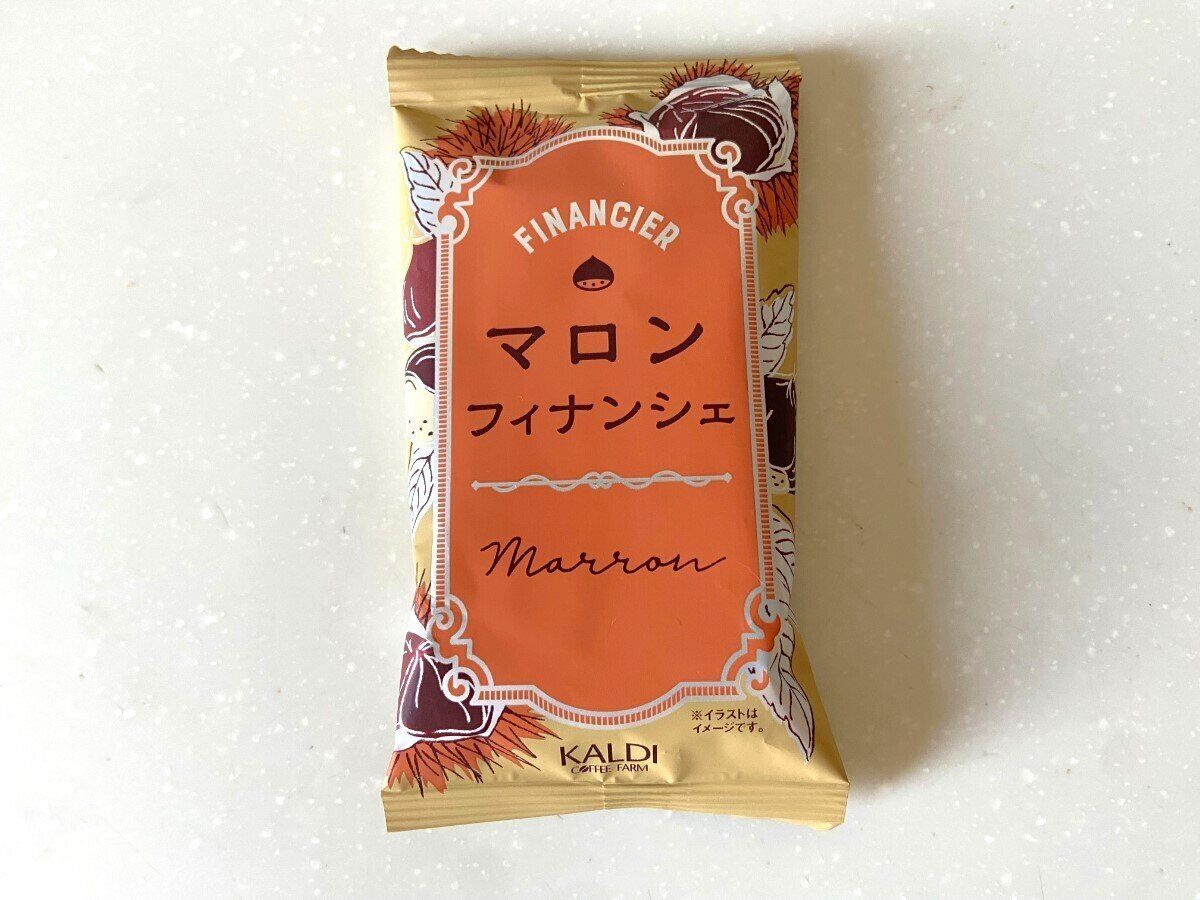 FINANCIER
マロン
フィナンシェ
Marron
※イラストは
イメージです。
KALDI
COFFEE FARM